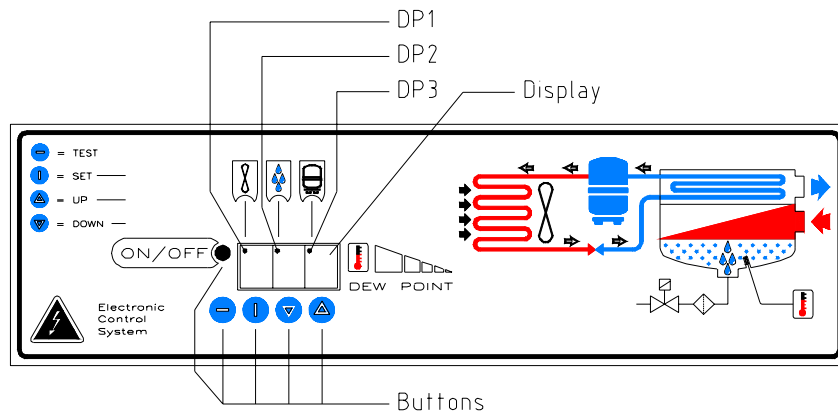 DP1
DP2
DP3
Display
= TEST
= SET
= UP
= DOWN
ON/OFF
DEW POINT
Electronic
Control
System
Buttons